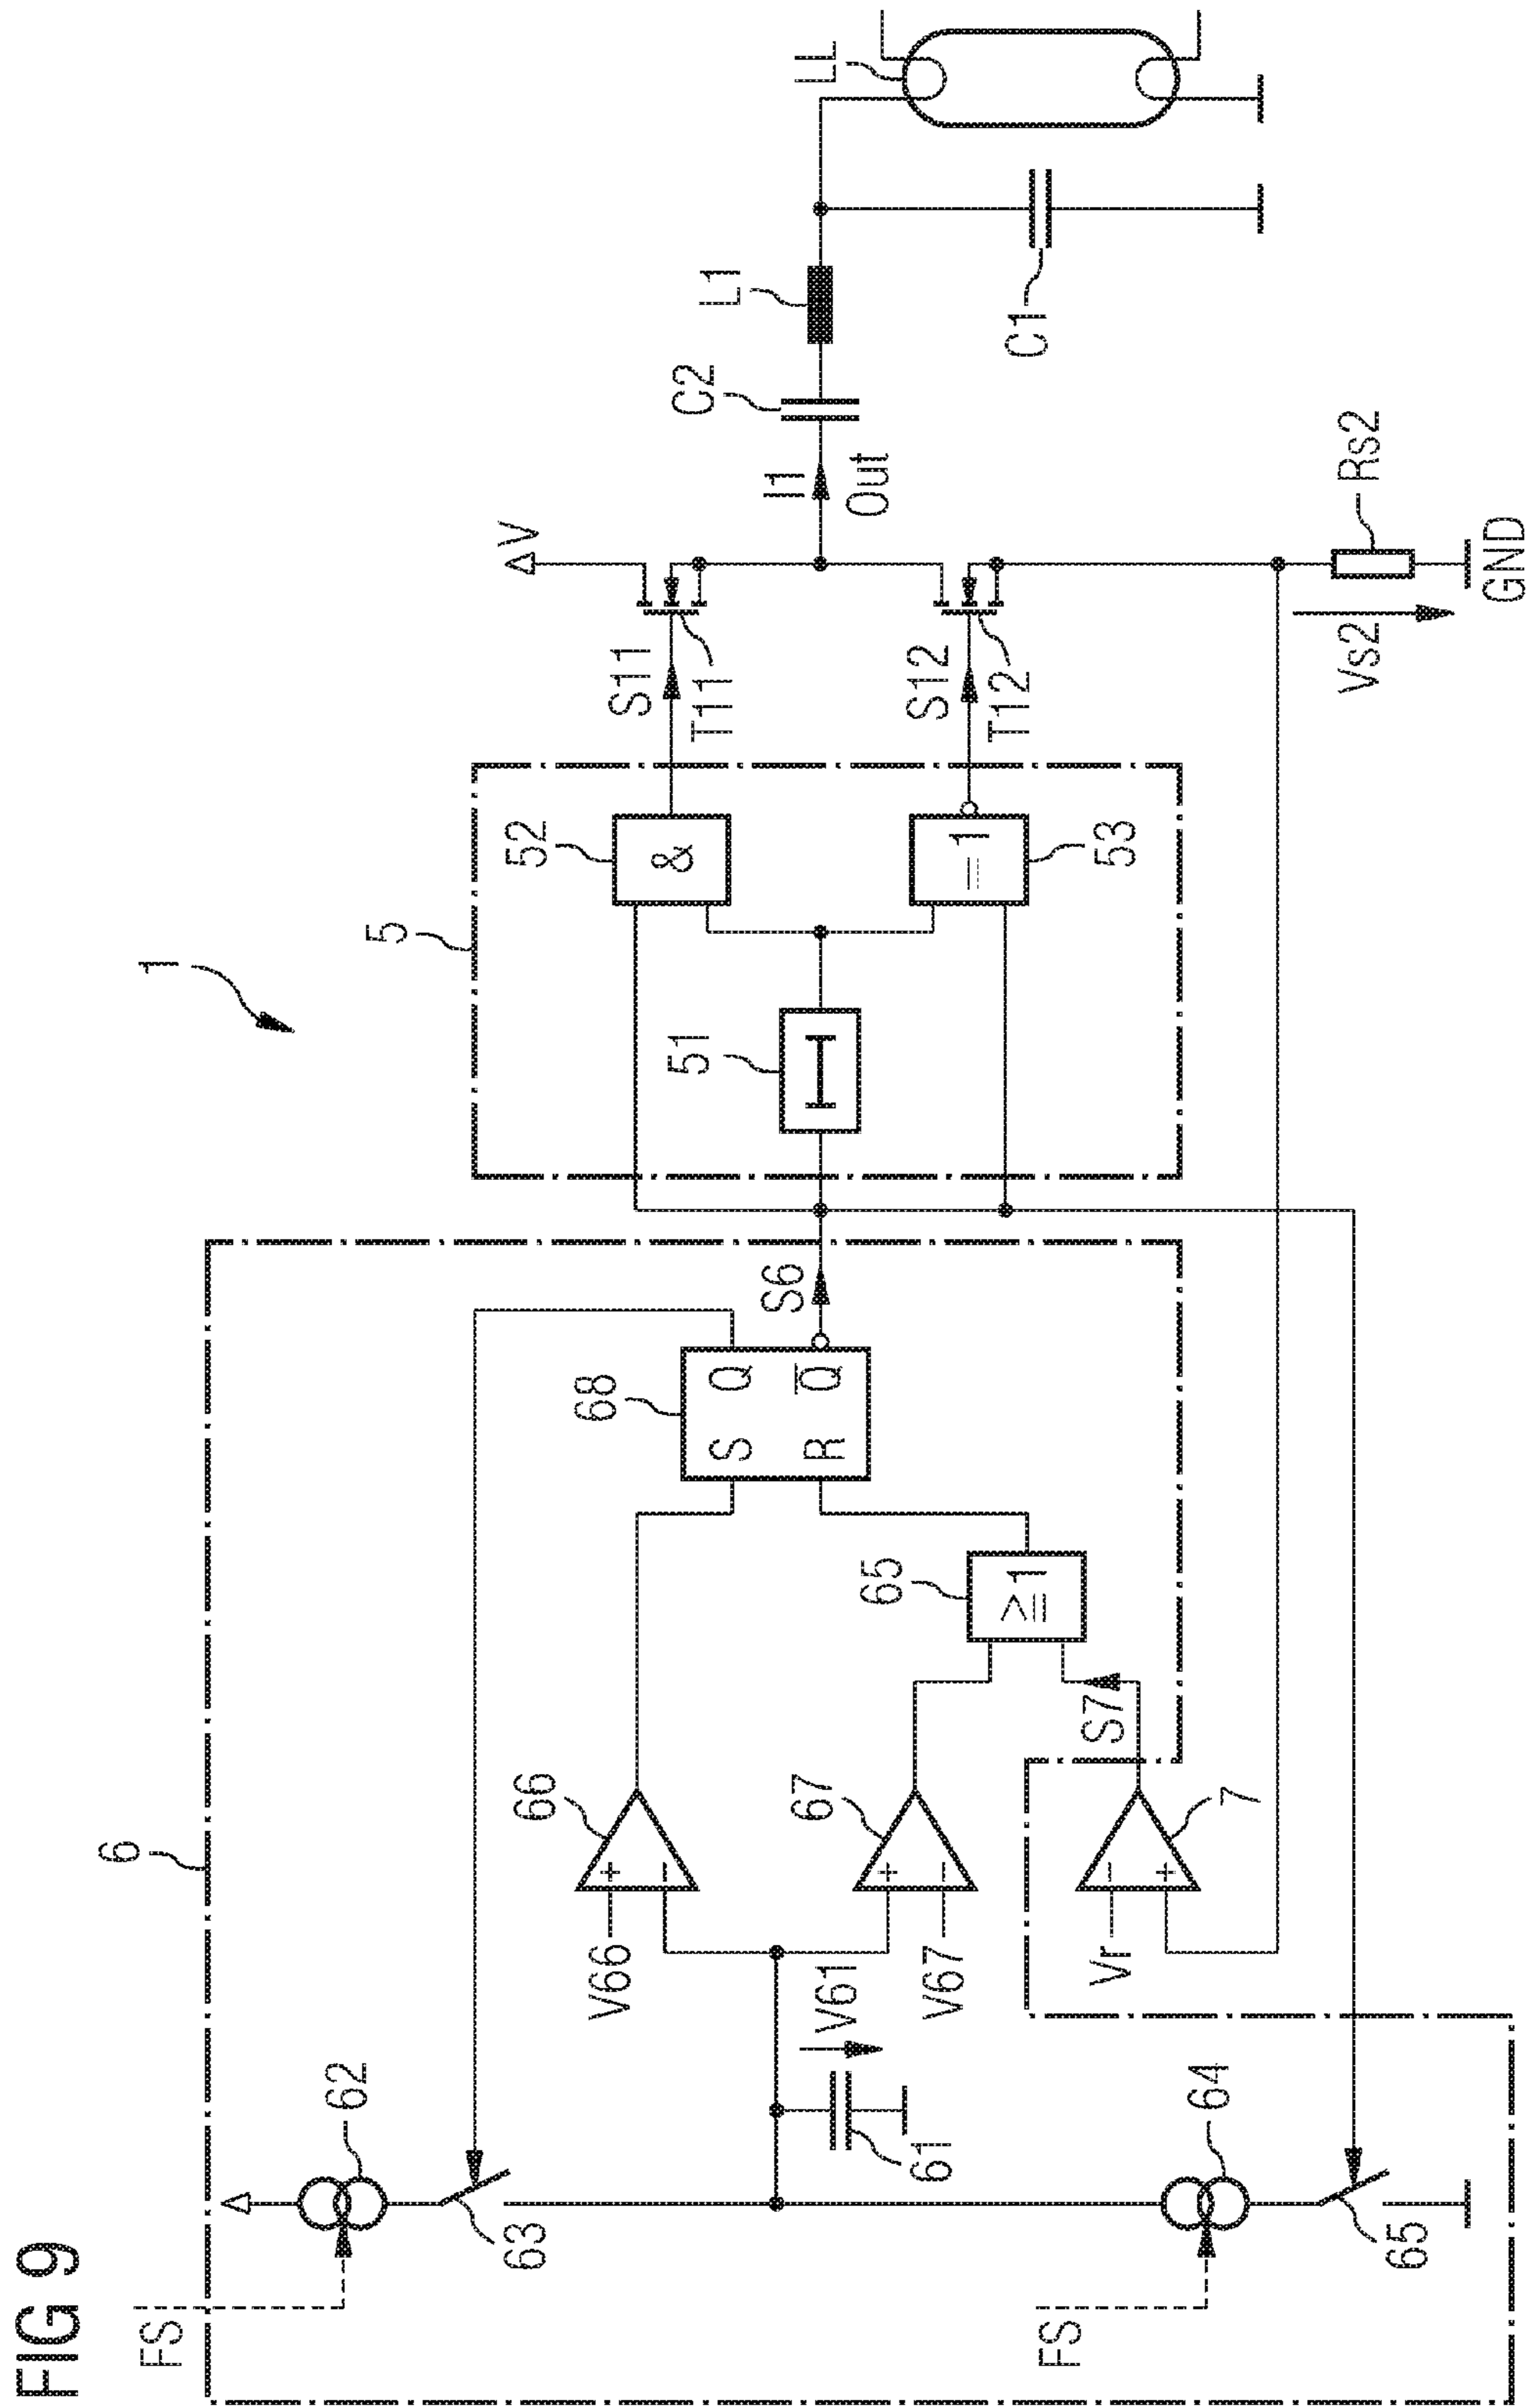 FIG 9
1
6
5
FS
62
63
V66
66
+
−
68
S
Q
R
Q̅
S6
51
52
&
S11
T11
V
I1
Out
C2
L1
LL
C1
61
V61
67
+
−
V67
65
≥1
S7
53
=1
S12
T12
Vr
−
+
7
FS
64
65
Vs2
Rs2
GND